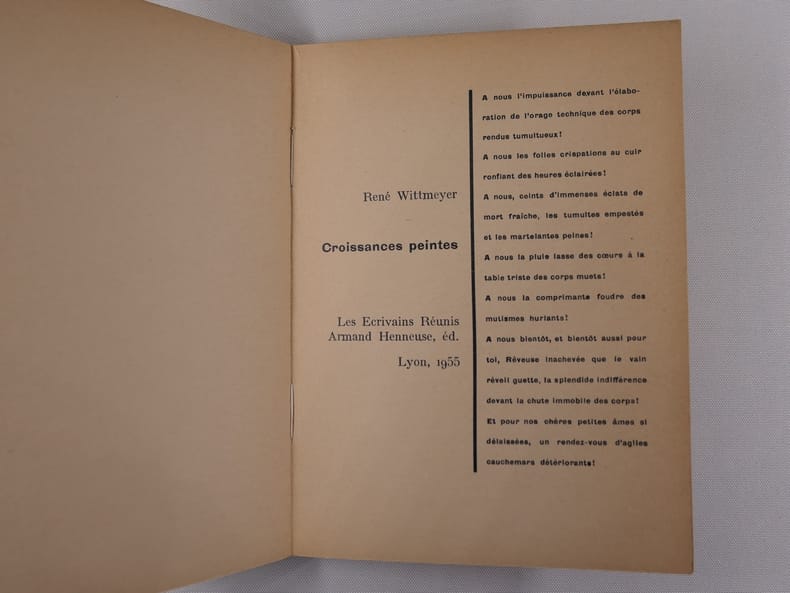 René Wittmeyer
Croissances peintes
Les Ecrivains Réunis
Armand Henneuse, éd.
Lyon, 1955
A nous l'impuissance devant l'élabo-
ration de l'orage technique des corps
rendus tumultueux!
A nous les folles crispations au cuir
ronflant des heures éclairées!
A nous, ceints d'immenses éclats de
mort fraîche, les tumultes empestés
et les martelantes peines!
A nous la pluie lasse des cœurs à la
table triste des corps muets!
A nous la comprimante foudre des
mutismes hurlants!
A nous bientôt, et bientôt aussi pour
toi, Rêveuse inachevée que le vain
réveil guette, la splendide indifférence
devant la chute immobile des corps!
Et pour nos chères petites âmes si
délaissées, un rendez-vous d'agiles
cauchemars détériorants!